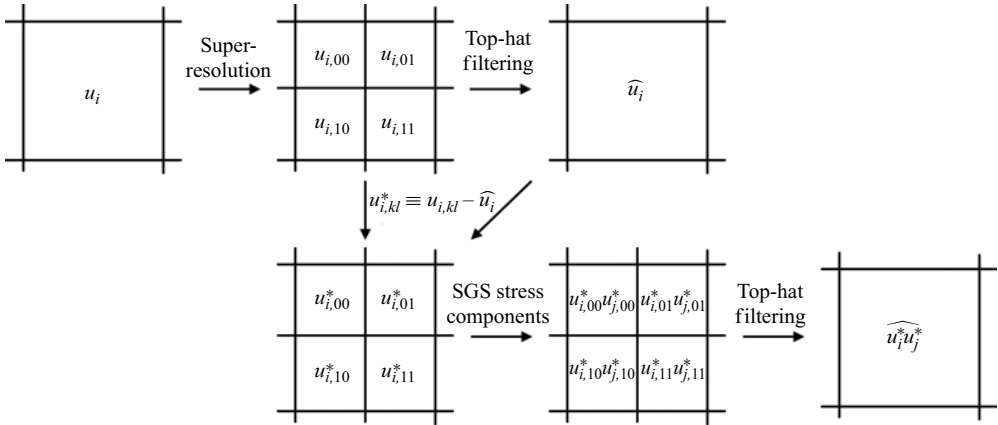 Super-
resolution
Top-hat
filtering
u_i
u_{i,00} u_{i,01}
u_{i,10} u_{i,11}
\widehat{u_i}
u^*_{i,kl} ≡ u_{i,kl} – \widehat{u_i}
SGS stress
components
Top-hat
filtering
u^*_{i,00} u^*_{i,01}
u^*_{i,10} u^*_{i,11}
u^*_{i,00}u^*_{j,00} u^*_{i,01}u^*_{j,01}
u^*_{i,10}u^*_{j,10} u^*_{i,11}u^*_{j,11}
\widehat{u^*_i u^*_j}